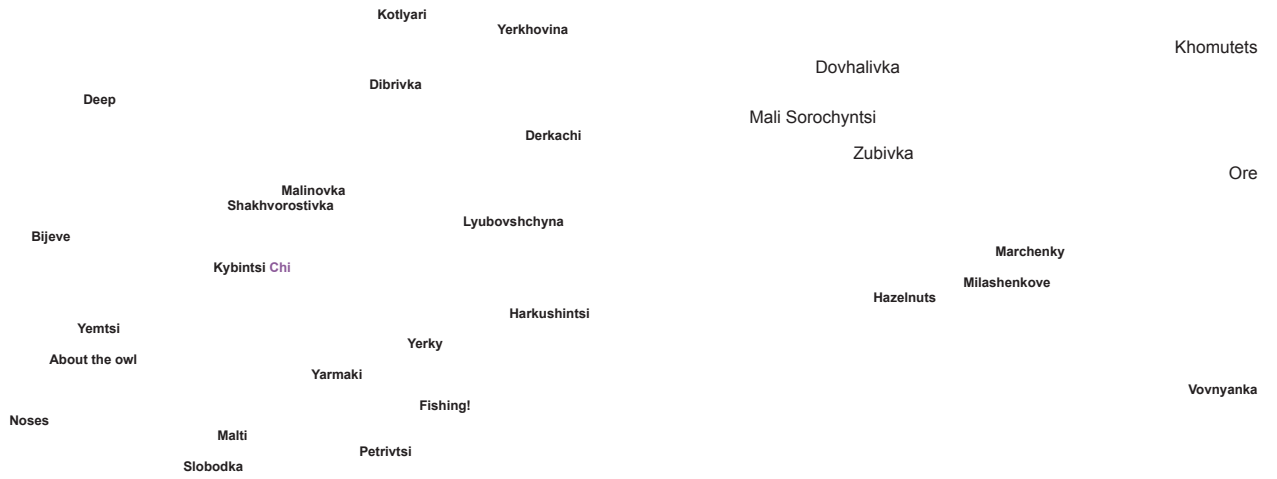 Kotlyari
Yerkhovina
Khomutets
Dovhalivka
Dibrivka
Deep
Mali Sorochyntsi
Derkachi
Zubivka
Ore
Malinovka
Shakhvorostivka
Lyubovshchyna
Bijeve
Marchenky
Kybintsi Chi
Milashenkove
Hazelnuts
Harkushintsi
Yemtsi
Yerky
About the owl
Yarmaki
Vovnyanka
Fishing!
Noses
Malti
Petrivtsi
Slobodka